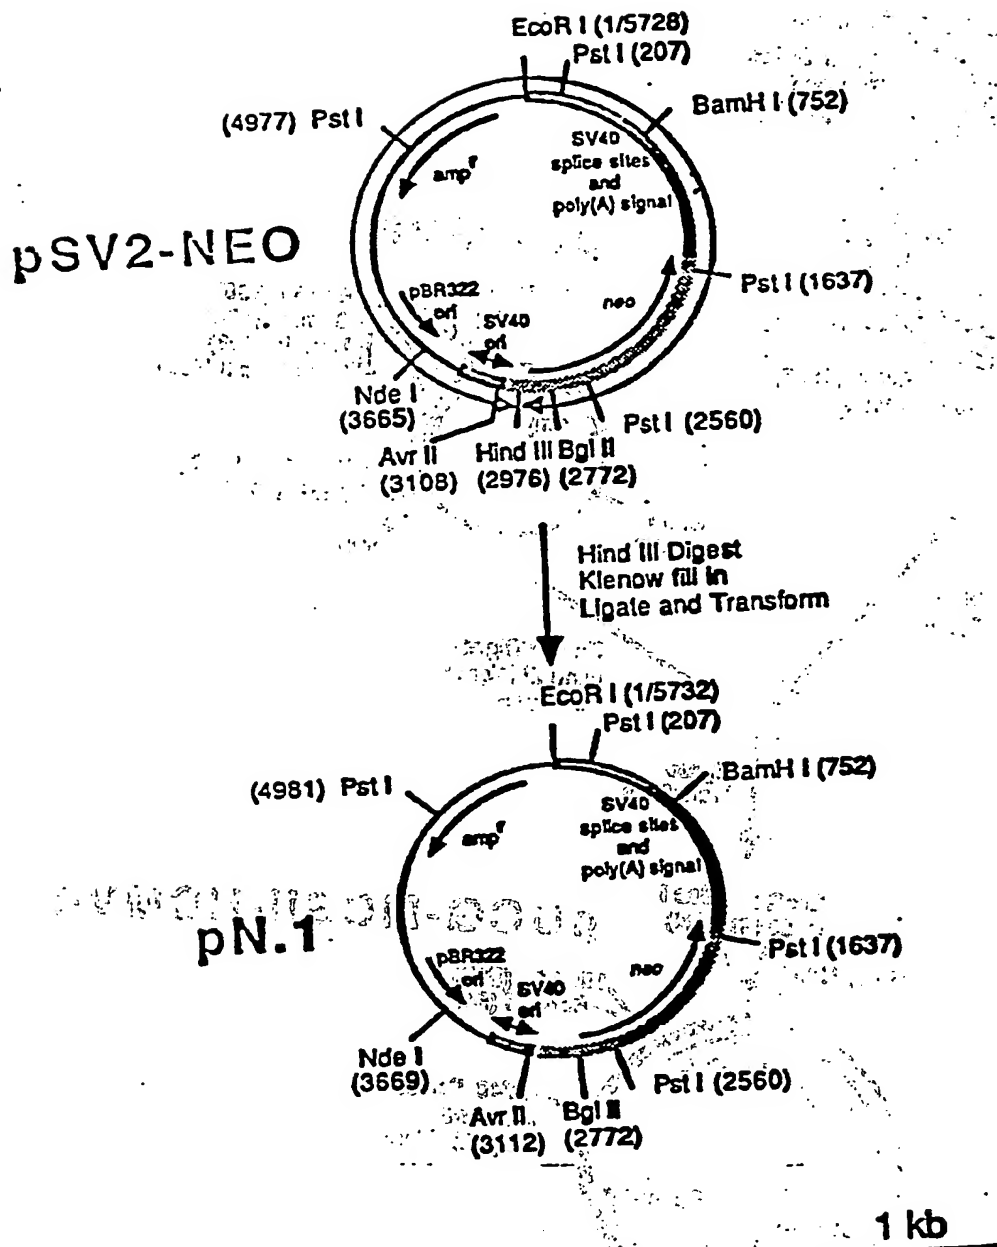 EcoR I (1/5728)
Pst I (207)
BamH I (752)
(4977) Pst I
SV40
splice sites
and
poly(A) signal
amp^r
pSV2-NEO
Pst I (1637)
neo
pBR322
ori
SV40
ori
Nde I
(3665)
Pst I (2560)
Avr II
(3108)
Hind III
(2976)
Bgl II
(2772)
Hind III Digest
Klenow fill in
Ligate and Transform
EcoR I (1/5732)
Pst I (207)
BamH I (752)
(4981) Pst I
SV40
splice sites
and
poly(A) signal
amp^r
pN.1
Pst I (1637)
neo
pBR322
ori
SV40
ori
Nde I
(3669)
Pst I (2560)
Avr II
(3112)
Bgl II
(2772)
1 kb